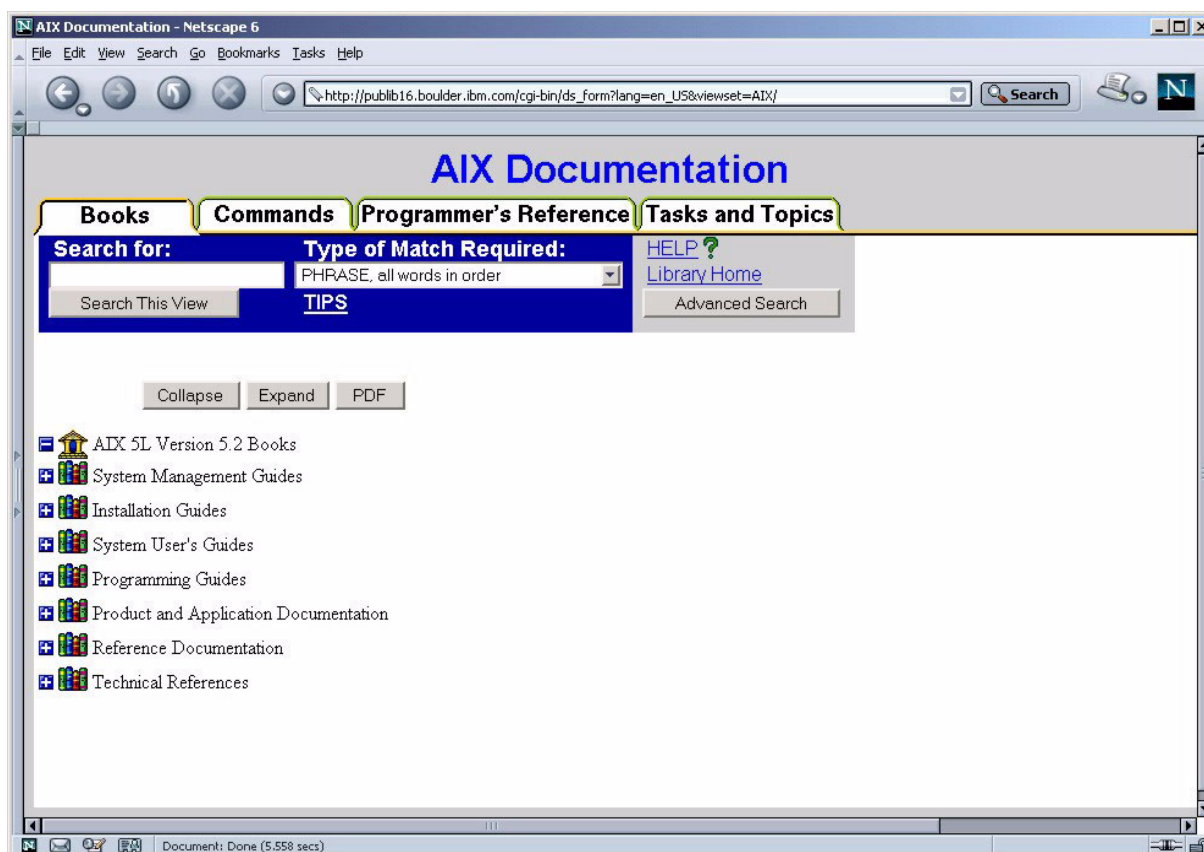 N AIX Documentation - Netscape 6
File Edit View Search Go Bookmarks Tasks Help
http://publib16.boulder.ibm.com/cgi-bin/ds_form?lang=en_US&viewset=AIX/ Search N
AIX Documentation
Books Commands Programmer's Reference Tasks and Topics
Search for: Type of Match Required: HELP ?
PHRASE, all words in order Library Home
Search This View TIPS Advanced Search
Collapse Expand PDF
AIX 5L Version 5.2 Books
System Management Guides
Installation Guides
System User's Guides
Programming Guides
Product and Application Documentation
Reference Documentation
Technical References
N Document: Done (5.558 secs)